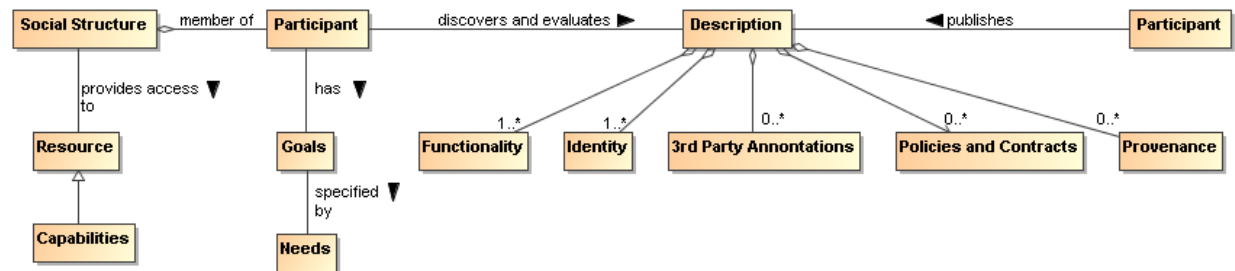 Social Structure
member of
Participant
discovers and evaluates
Description
publishes
Participant
provides access
to
has
1..*
1..*
0..*
0..*
0..*
Resource
Goals
Functionality
Identity
3rd Party Annontations
Policies and Contracts
Provenance
specified
by
Capabilities
Needs